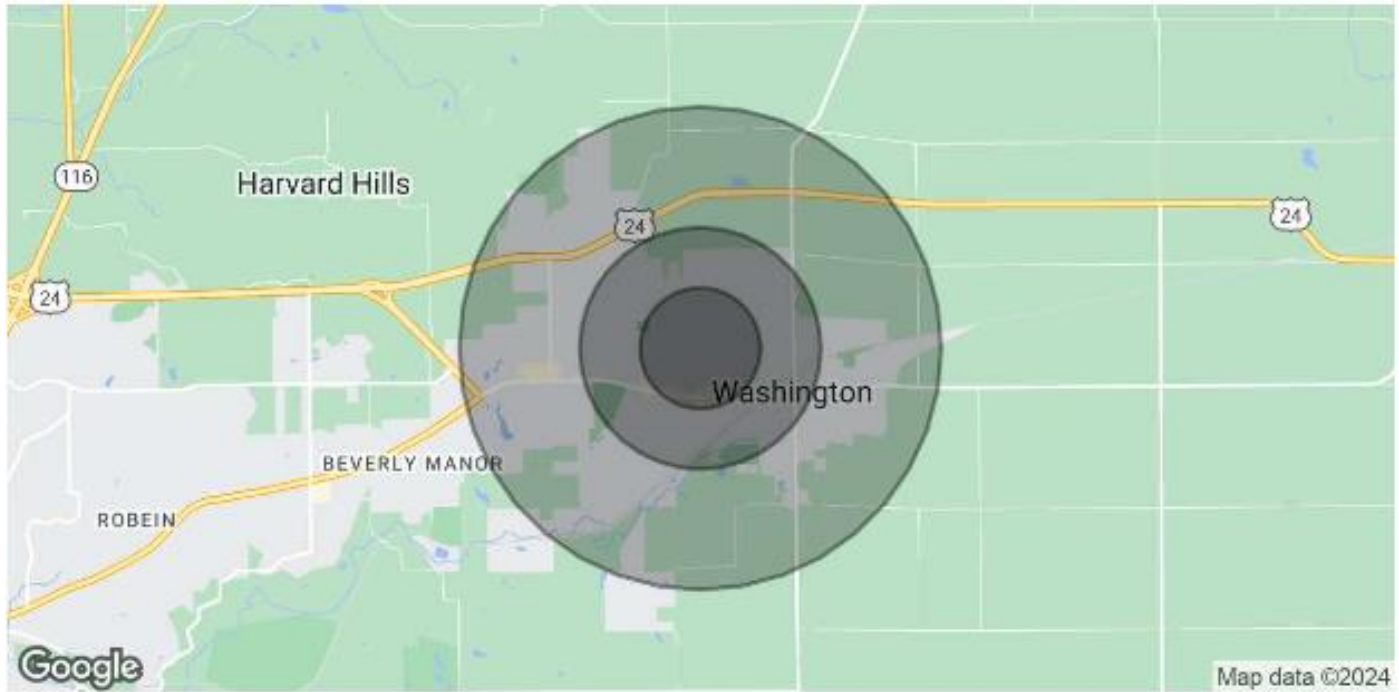 116
Harvard Hills
24
24
24
Washington
BEVERLY MANOR
ROBEIN
Google
Map data ©2024